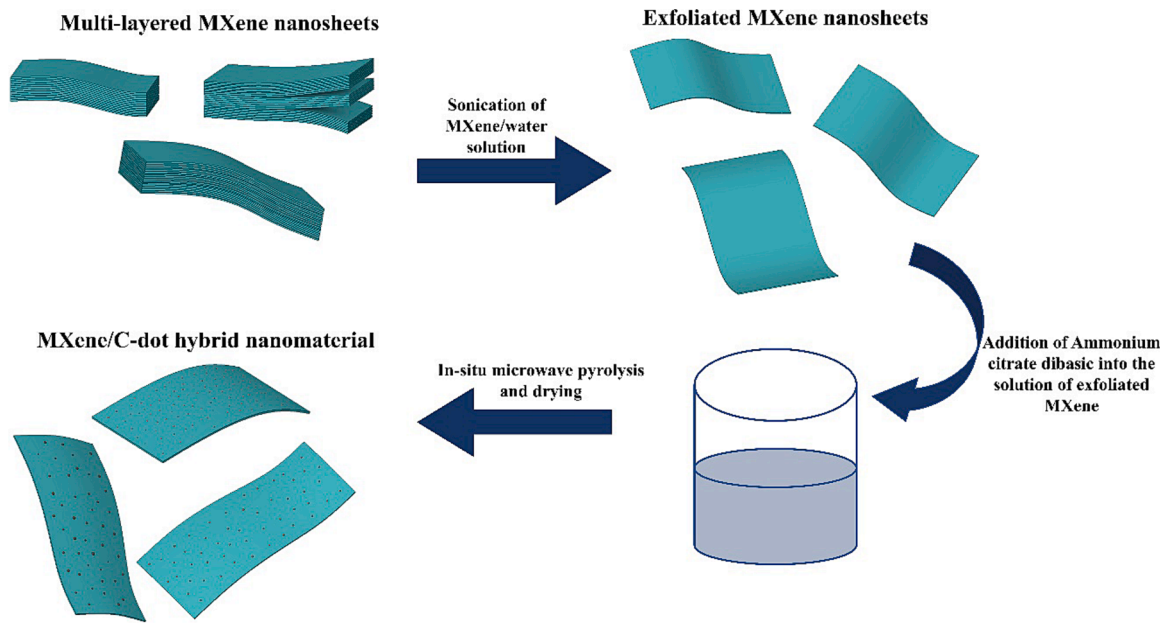 Multi-layered MXene nanosheets
Exfoliated MXene nanosheets
Sonication of
MXene/water
solution
Addition of Ammonium
citrate dibasic into the
solution of exfoliated
MXene
In-situ microwave pyrolysis
and drying
MXene/C-dot hybrid nanomaterial